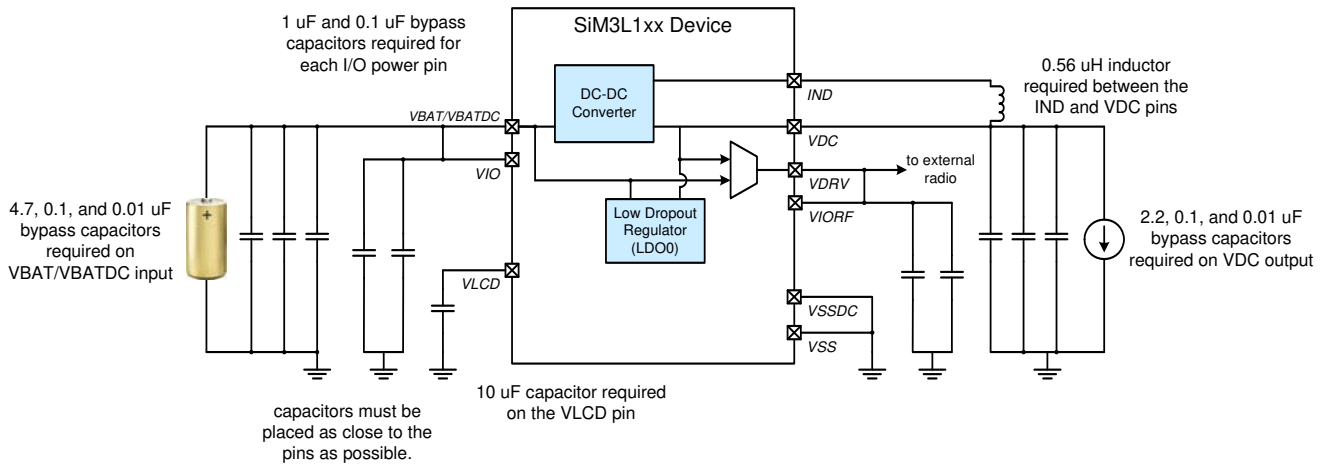 1 uF and 0.1 uF bypass
capacitors required for
each I/O power pin
SiM3L1xx Device
DC-DC
Converter
IND
0.56 uH inductor
required between the
IND and VDC pins
VBAT/VBATDC
VDC
VIO
VDRV
to external
radio
VIORF
4.7, 0.1, and 0.01 uF
bypass capacitors
required on
VBAT/VBATDC input
+
Low Dropout
Regulator
(LDO0)
2.2, 0.1, and 0.01 uF
bypass capacitors
required on VDC output
VLCD
VSSDC
VSS
10 uF capacitor required
on the VLCD pin
capacitors must be
placed as close to the
pins as possible.